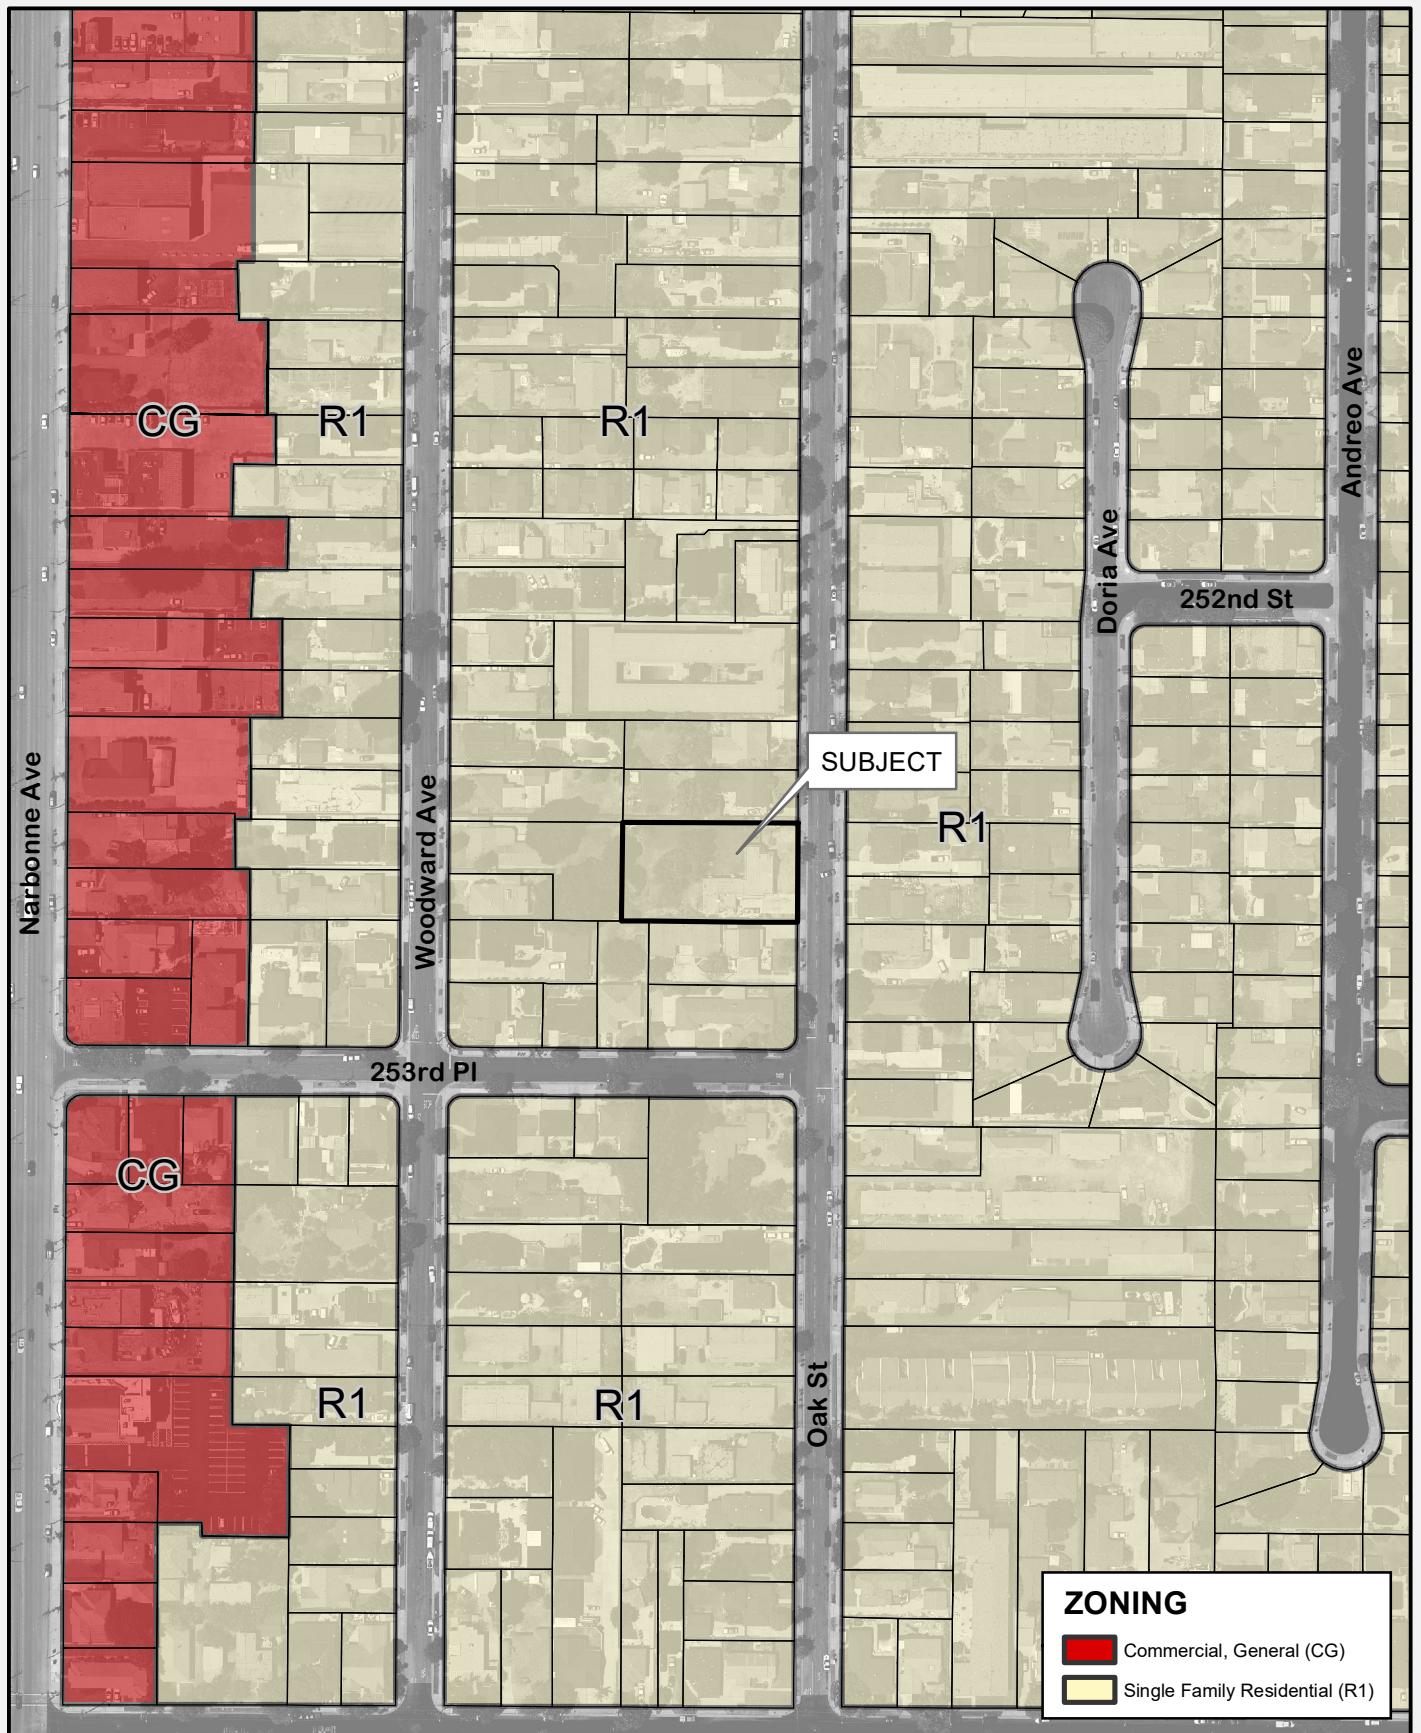 CG
R1
R1
Andreo Ave
Doria Ave
252nd St
SUBJECT
Narbonne Ave
Woodward Ave
R1
253rd Pl
CG
R1
R1
Oak St
ZONING
Commercial, General (CG)
Single Family Residential (R1)